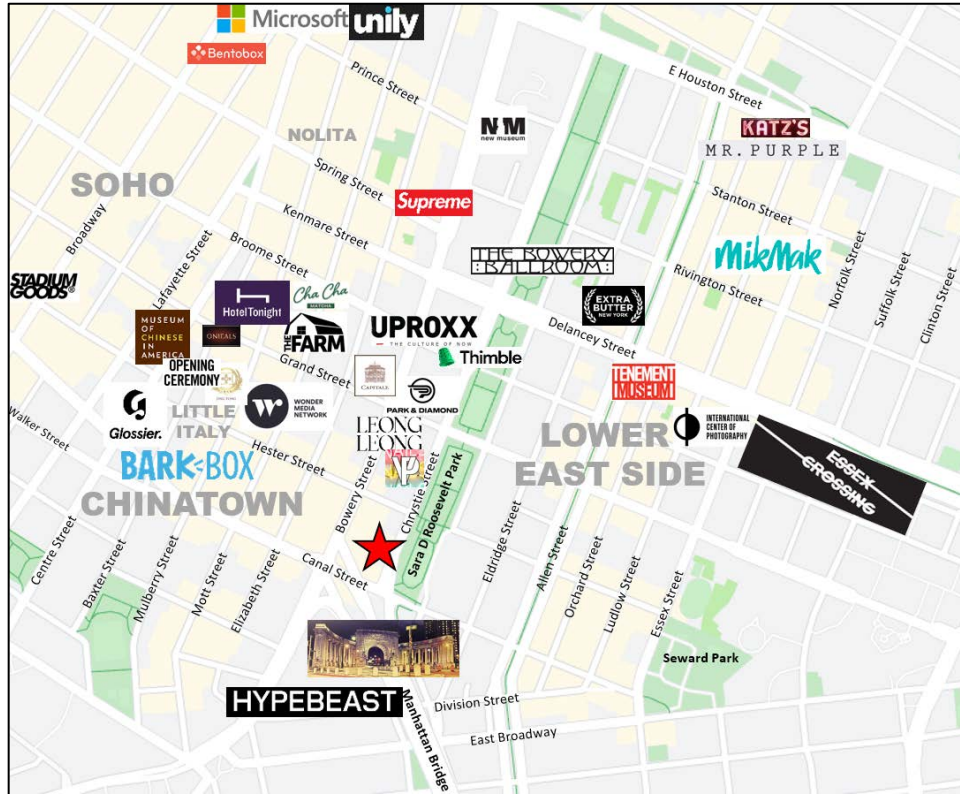 Microsoft
unily
Bentobox
Prince Street
E Houston Street
NOLITA
NM
new museum
KATZ'S
MR. PURPLE
SOHO
Spring Street
Supreme
Stanton Street
Broadway
Kenmare Street
Lafayette Street
Broome Street
THE BOWERY
BALLROOM
MikMak
Rivington Street
Norfolk Street
Suffolk Street
Clinton Street
STADIUM
GOODS®
HotelTonight
Cha Cha
MATCHA
EXTRA
BUTTER
NEW YORK
MUSEUM
OF
CHINESE
IN
AMERICA
ONIEALS
THE FARM
UPROXX
THE CULTURE OF NOW
Delancey Street
Thimble
OPENING
CEREMONY
Grand Street
CAPITALE
TENEMENT
MUSEUM
Glossier.
LITTLE
ITALY
WONDER
MEDIA
NETWORK
PARK & DIAMOND
LEONG
LEONG
INTERNATIONAL
CENTER OF
PHOTOGRAPHY
LOWER
EAST SIDE
ESSEX
CROSSING
Walker Street
Hester Street
BARK BOX
CHINATOWN
Bowery Street
Chrystie Street
Sara D Roosevelt Park
Centre Street
Baxter Street
Mulberry Street
Mott Street
Elizabeth Street
Canal Street
Eldridge Street
Allen Street
Orchard Street
Ludlow Street
Essex Street
Seward Park
HYPEBEAST
Manhattan Bridge
Division Street
East Broadway